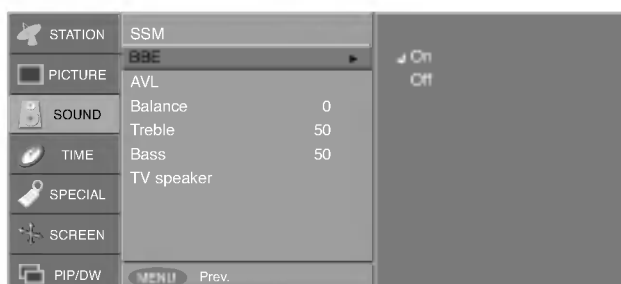 STATION
PICTURE
SOUND
TIME
SPECIAL
SCREEN
PIP/DW
SSM
BBE
AVL
Balance 0
Treble 50
Bass 50
TV speaker
MENU Prev.
On
Off